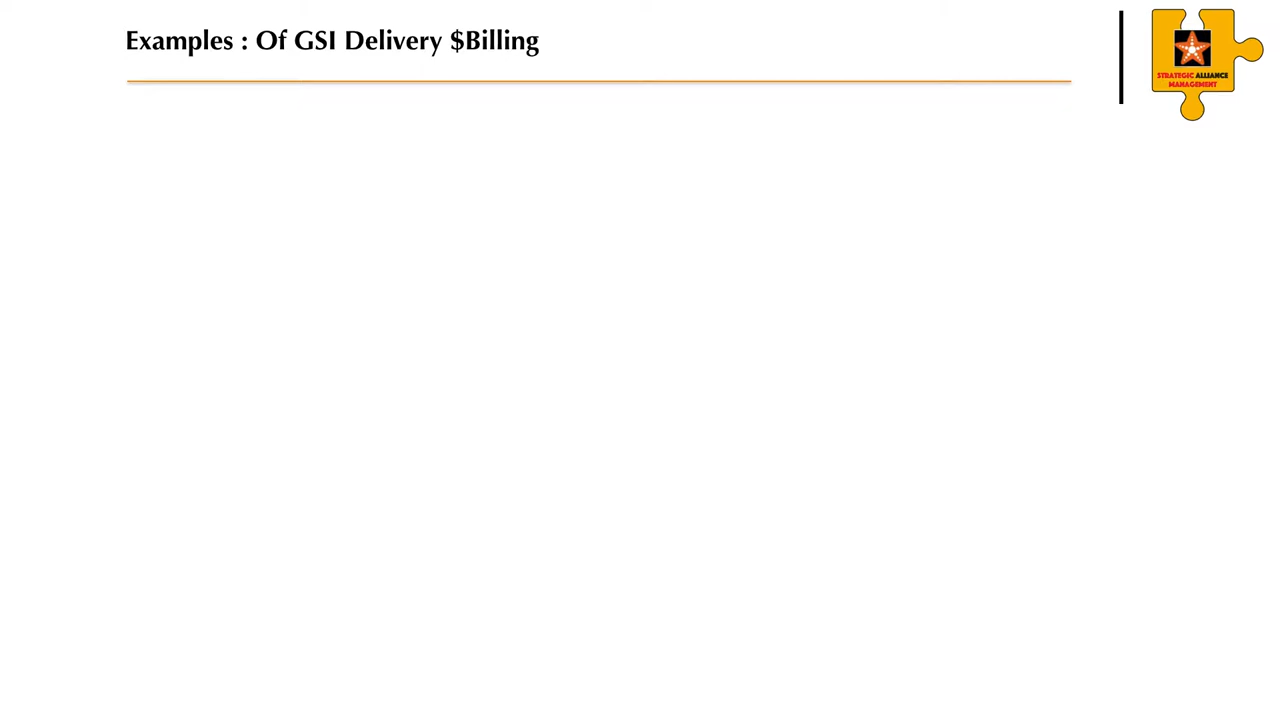 Examples : Of GSI Delivery $Billing
STRATEGIC ALLIANCE
MANAGEMENT